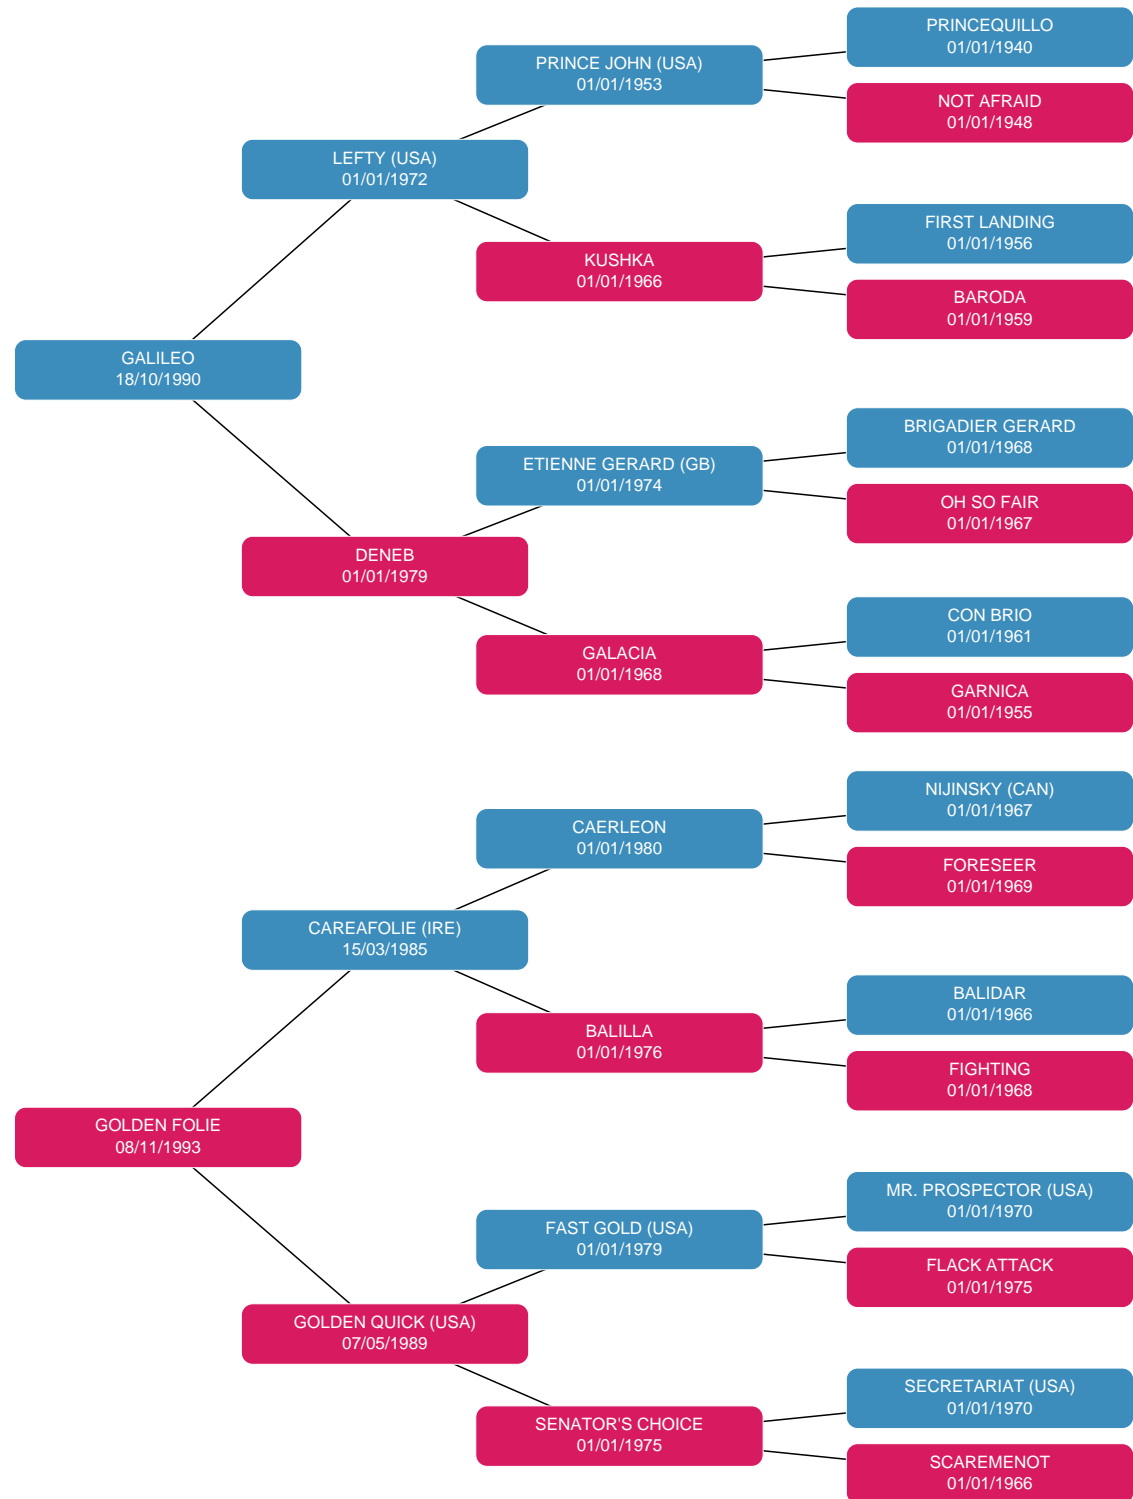 PRINCEQUILLO
01/01/1940
PRINCE JOHN (USA)
01/01/1953
NOT AFRAID
01/01/1948
LEFTY (USA)
01/01/1972
FIRST LANDING
01/01/1956
KUSHKA
01/01/1966
BARODA
01/01/1959
GALILEO
18/10/1990
BRIGADIER GERARD
01/01/1968
ETIENNE GERARD (GB)
01/01/1974
OH SO FAIR
01/01/1967
DENEB
01/01/1979
CON BRIO
01/01/1961
GALACIA
01/01/1968
GARNICA
01/01/1955
NIJINSKY (CAN)
01/01/1967
CAERLEON
01/01/1980
FORESEER
01/01/1969
CAREAFOLIE (IRE)
15/03/1985
BALIDAR
01/01/1966
BALILLA
01/01/1976
FIGHTING
01/01/1968
GOLDEN FOLIE
08/11/1993
MR. PROSPECTOR (USA)
01/01/1970
FAST GOLD (USA)
01/01/1979
FLACK ATTACK
01/01/1975
GOLDEN QUICK (USA)
07/05/1989
SECRETARIAT (USA)
01/01/1970
SENATOR'S CHOICE
01/01/1975
SCAREMENOT
01/01/1966